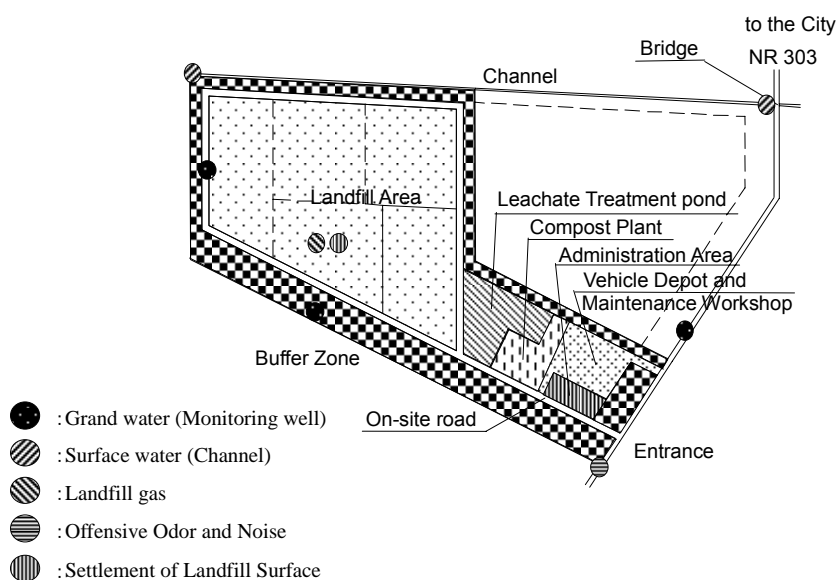 to the City
NR 303
Bridge
Channel
Landfill Area
Leachate Treatment pond
Compost Plant
Administration Area
Vehicle Depot and
Maintenance Workshop
Buffer Zone
On-site road
Entrance
:Grand water (Monitoring well)
:Surface water (Channel)
:Landfill gas
:Offensive Odor and Noise
:Settlement of Landfill Surface